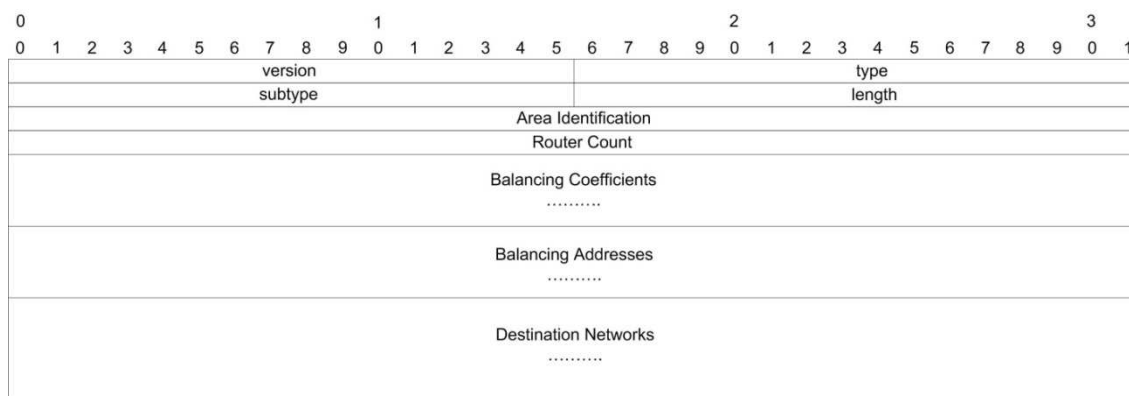 0 1 2 3
0 1 2 3 4 5 6 7 8 9 0 1 2 3 4 5 6 7 8 9 0 1 2 3 4 5 6 7 8 9 0 1
version type
subtype length
Area Identification
Router Count
Balancing Coefficients
..........
Balancing Addresses
..........
Destination Networks
..........